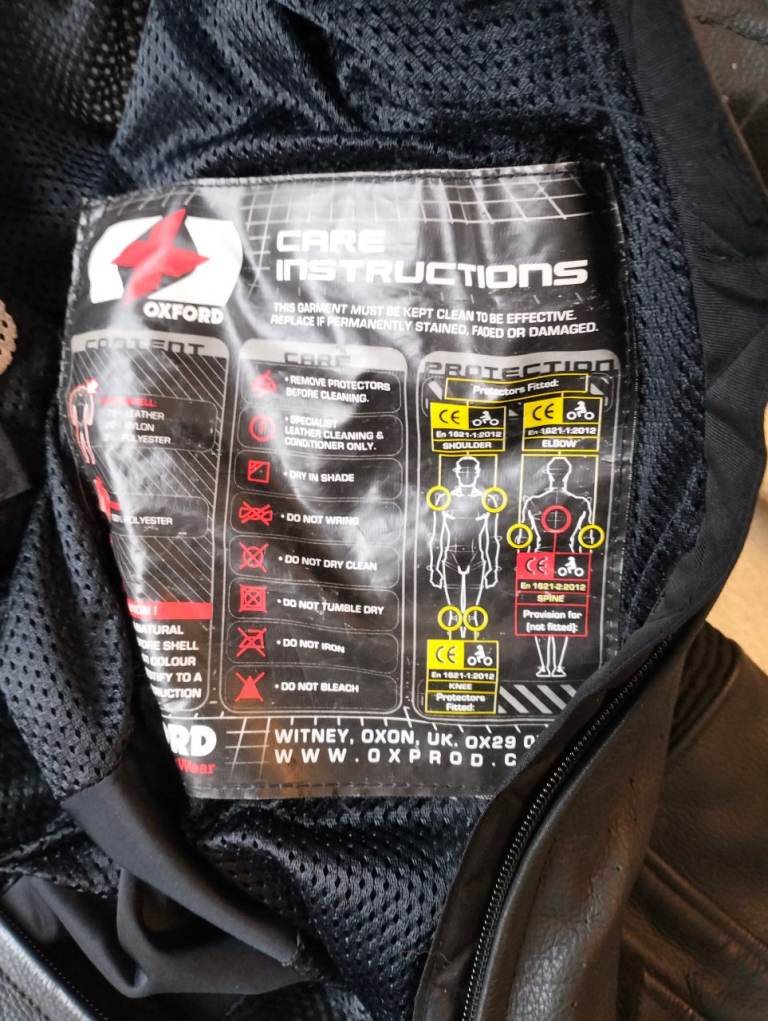 OXFORD
CARE
INSTRUCTIONS
THIS GARMENT MUST BE KEPT CLEAN TO BE EFFECTIVE.
REPLACE IF PERMANENTLY STAINED, FADED OR DAMAGED.
CONTENT
LEATHER
NYLON
POLYESTER
POLYESTER
!
NATURAL
SHELL
COLOUR
TO A
CARE
• REMOVE PROTECTORS
BEFORE CLEANING.
• SPECIALIST
LEATHER CLEANING &
CONDITIONER ONLY.
• DRY IN SHADE
• DO NOT WRING
• DO NOT DRY CLEAN
• DO NOT TUMBLE DRY
• DO NOT IRON
• DO NOT BLEACH
PROTECTION
Protectors Fitted:
CE
En 1621-1:2012
SHOULDER
CE
En 1621-1:2012
ELBOW
CE
En 1621-2:2012
SPINE
Provision for
(not fitted):
CE
En 1621-1:2012
KNEE
Protectors
Fitted:
WITNEY, OXON, UK. OX29
WWW.OXPROD.C